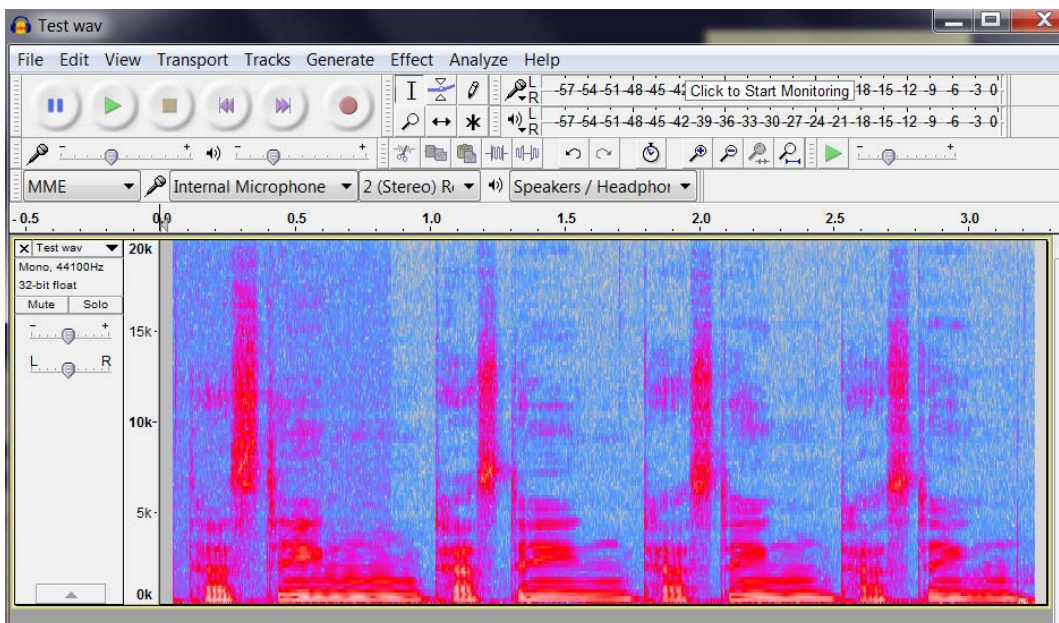 Test wav
File Edit View Transport Tracks Generate Effect Analyze Help
L R -57 -54 -51 -48 -45 -42 Click to Start Monitoring 18 -15 -12 -9 -6 -3 0
L R -57 -54 -51 -48 -45 -42 -39 -36 -33 -30 -27 -24 -21 -18 -15 -12 -9 -6 -3 0
- + - + - +
MME Internal Microphone 2 (Stereo) Speakers / Headphor
- 0.5 0.0 0.5 1.0 1.5 2.0 2.5 3.0
X Test wav
Mono, 44100Hz
32-bit float
Mute Solo
- +
L R
20k
15k-
10k-
5k-
0k